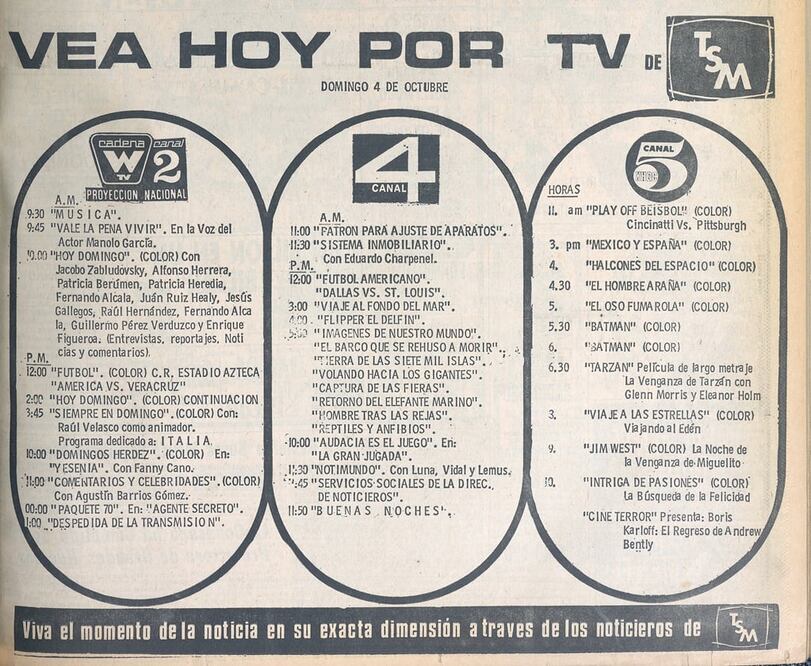 VEA HOY POR TV DE TSM
DOMINGO 4 DE OCTUBRE
cadena canal
W 2
TV
PROYECCION NACIONAL
A.M.
9:30 "MUSICA".
9:45 "VALE LA PENA VIVIR". En la Voz del
Actor Manolo García.
"HOY DOMINGO". (COLOR) Con
Jacobo Zabludóvsky, Alfonso Herrera,
Patricia Berúmen, Patricia Heredia,
Fernando Alcala, Juán Ruiz Healy, Jesús
Gallegos, Raúl Hernández, Fernando Alca
la, Guillermo Pérez Verduzco y Enrique
Figueroa. (Entrevistas, reportajes, Noti
cias y comentarios).
P.M.
12:00 "FUTBOL". (COLOR) C.R. ESTADIO AZTECA
"AMERICA VS. VERACRUZ"
2:00 "HOY DOMINGO". (COLOR) CONTINUACION
3:45 "SIEMPRE EN DOMINGO". (COLOR) Con:
Raúl Velasco como animador.
Programa dedicado a: ITALIA.
10:00 "DOMINGOS HERDEZ". (COLOR) En:
"YESENIA". Con Fanny Cano.
11:00 "COMENTARIOS Y CELEBRIDADES". (COLOR)
Con Agustín Barrios Gómez.
00:00 "PAQUETE 70". En: "AGENTE SECRETO".
1:00 "DESPEDIDA DE LA TRANSMISION".
4
CANAL
A.M.
11:00 "PATRON PARA AJUSTE DE APARATOS".
11:30 "SISTEMA INMOBILIARIO".
Con Eduardo Charpenel.
P.M.
12:00 "FUTBOL AMERICANO".
"DALLAS VS. ST. LOUIS".
3:00 "VIAJE AL FONDO DEL MAR".
4:00 "FLIPPER EL DELFIN".
"IMAGENES DE NUESTRO MUNDO".
"EL BARCO QUE SE REHUSO A MORIR".
"TIERRA DE LAS SIETE MIL ISLAS".
"VOLANDO HACIA LOS GIGANTES".
"CAPTURA DE LAS FIERAS".
"RETORNO DEL ELEFANTE MARINO".
"HOMBRE TRAS LAS REJAS".
"REPTILES Y ANFIBIOS".
10:00 "AUDACIA ES EL JUEGO". En:
"LA GRAN JUGADA".
11:30 "NOTIMUNDO". Con Luna, Vidal y Lemus.
:45 "SERVICIOS SOCIALES DE LA DIREC.
DE NOTICIEROS".
11:50 "BUENAS NOCHES".
CANAL
5
XHGC
HORAS
11. am "PLAY OFF BEISBOL" (COLOR)
Cincinatti Vs. Pittsburgh
3. pm "MEXICO Y ESPAÑA" (COLOR)
4. "HALCONES DEL ESPACIO" (COLOR)
4.30 "EL HOMBRE ARAÑA" (COLOR)
5. "EL OSO FUMAROLA" (COLOR)
5.30 "BATMAN" (COLOR)
6. "BATMAN" (COLOR)
6.30 "TARZAN" Película de largo metraje
La Venganza de Tarzán con
Glenn Morris y Eleanor Holm
3. "VIAJE A LAS ESTRELLAS" (COLOR)
Viajando al Edén
9. "JIM WEST" (COLOR) La Noche de
la Venganza de Miguelito
10. "INTRIGA DE PASIONES" (COLOR)
La Búsqueda de la Felicidad
"CINE TERROR" Presenta: Boris
Karloff: El Regreso de Andrew
Bently
Viva el momento de la noticia en su exacta dimensión a traves de los noticieros de TSM